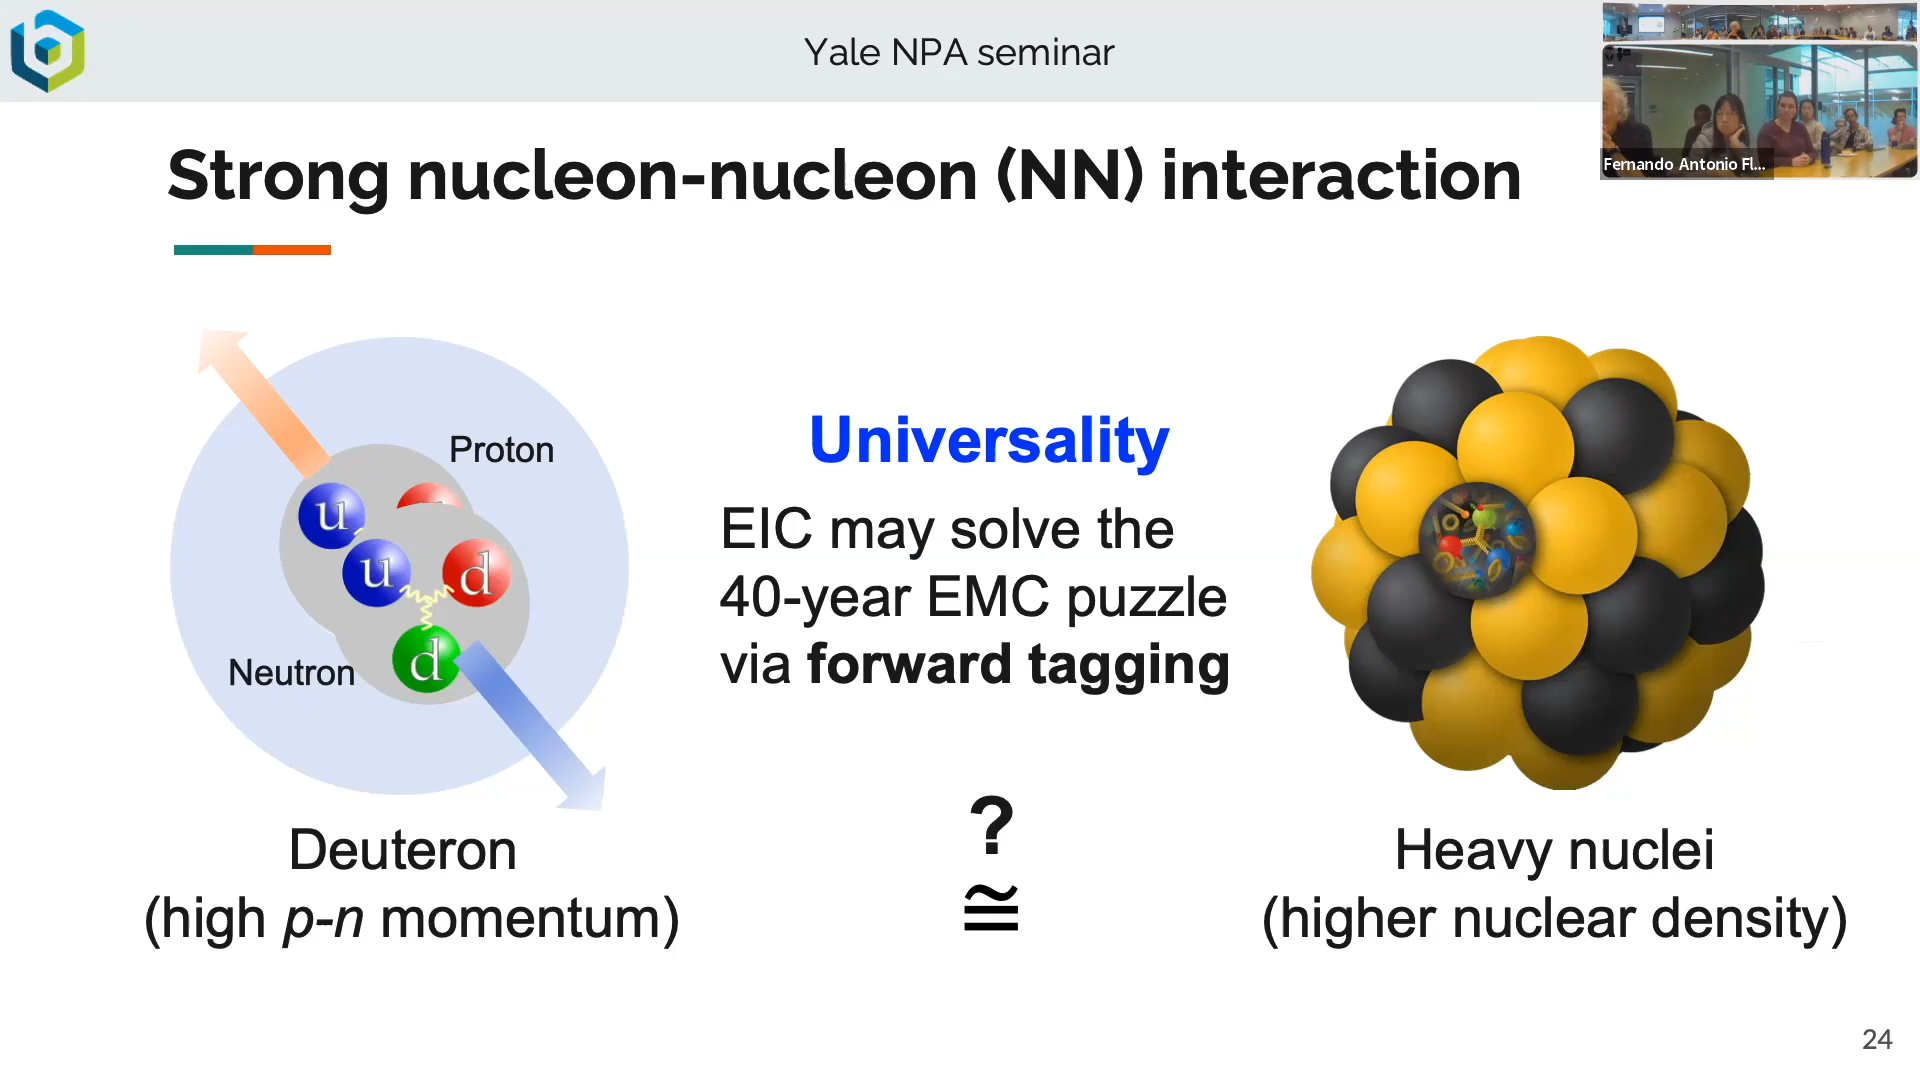 Yale NPA seminar
Fernando Antonio Fl...
Strong nucleon-nucleon (NN) interaction
Proton
u
u
d
d
Neutron
Universality
EIC may solve the
40-year EMC puzzle
via forward tagging
?
≅
Deuteron
(high p-n momentum)
Heavy nuclei
(higher nuclear density)
24